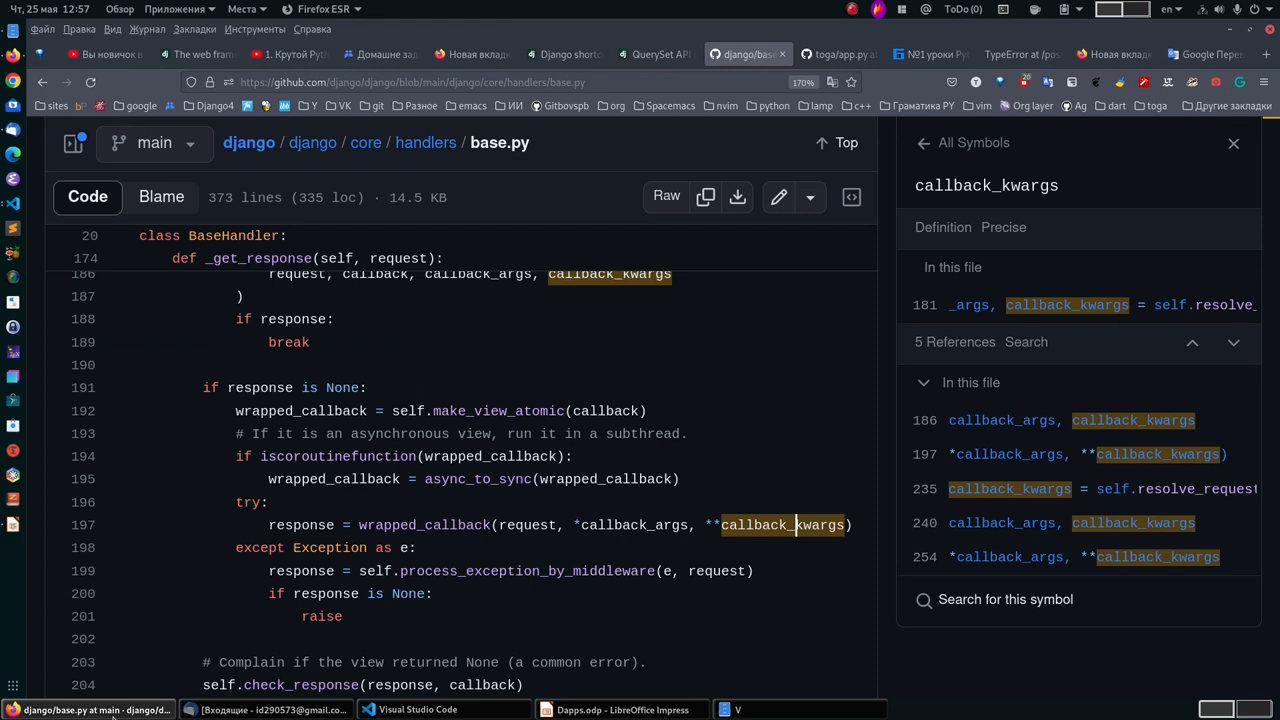 Чт, 25 мая 12:57 Обзор Приложения Места Firefox ESR ToDo (0) en
Файл Правка Вид Журнал Закладки Инструменты Справка
Вы новичок в The web fram 1. Крутой Pyth Домашне зад Новая вкладк Django shortc QuerySet API django/base toga/app.py at №1 уроки Py TypeError at /pos Новая вкладк Google Пере
https://github.com/django/django/blob/main/django/core/handlers/base.py 170% 20
sites google Django4 Y VK git Разное emacs ИИ Gitbovspb org Spacemacs nvim python lamp c++ Граматика PY vim Org layer Ag dart toga Другие закладки
main django / django / core / handlers / base.py Top
Code Blame 373 lines (335 loc) · 14.5 KB Raw
20 class BaseHandler:
174 def _get_response(self, request):
186 request, callback, callback_args, callback_kwargs
187 )
188 if response:
189 break
190
191 if response is None:
192 wrapped_callback = self.make_view_atomic(callback)
193 # If it is an asynchronous view, run it in a subthread.
194 if iscoroutinefunction(wrapped_callback):
195 wrapped_callback = async_to_sync(wrapped_callback)
196 try:
197 response = wrapped_callback(request, *callback_args, **callback_kwargs)
198 except Exception as e:
199 response = self.process_exception_by_middleware(e, request)
200 if response is None:
201 raise
202
203 # Complain if the view returned None (a common error).
204 self.check_response(response, callback)
All Symbols
callback_kwargs
Definition Precise
In this file
181 _args, callback_kwargs = self.resolve_
5 References Search
In this file
186 callback_args, callback_kwargs
197 *callback_args, **callback_kwargs)
235 callback_kwargs = self.resolve_request
240 callback_args, callback_kwargs
254 *callback_args, **callback_kwargs
Search for this symbol
django/base.py at main · django/d... [Входящие - id290573@gmail.co... Visual Studio Code Dapps.odp - LibreOffice Impress V